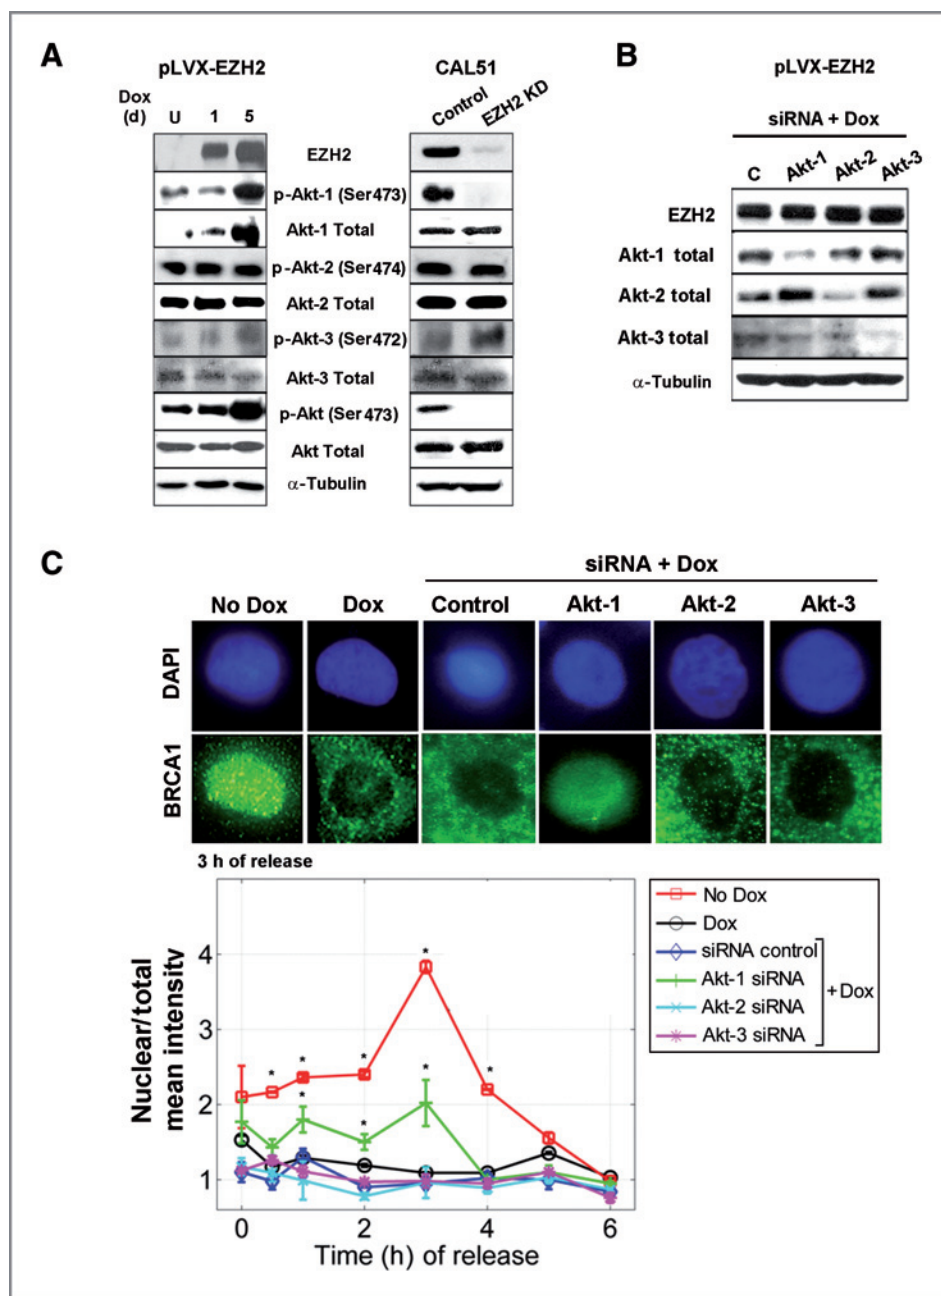 A
pLVX-EZH2
CAL51
Dox (d) U 1 5
Control EZH2 KD
EZH2
p-Akt-1 (Ser473)
Akt-1 Total
p-Akt-2 (Ser474)
Akt-2 Total
p-Akt-3 (Ser472)
Akt-3 Total
p-Akt (Ser473)
Akt Total
α-Tubulin
B
pLVX-EZH2
siRNA + Dox
C Akt-1 Akt-2 Akt-3
EZH2
Akt-1 total
Akt-2 total
Akt-3 total
α-Tubulin
C
siRNA + Dox
No Dox Dox Control Akt-1 Akt-2 Akt-3
DAPI
BRCA1
3 h of release
Nuclear/total
mean intensity
4
3
2
1
0 2 4 6
Time (h) of release
* * * * * * * *
No Dox
Dox
siRNA control
Akt-1 siRNA
Akt-2 siRNA
Akt-3 siRNA
+Dox